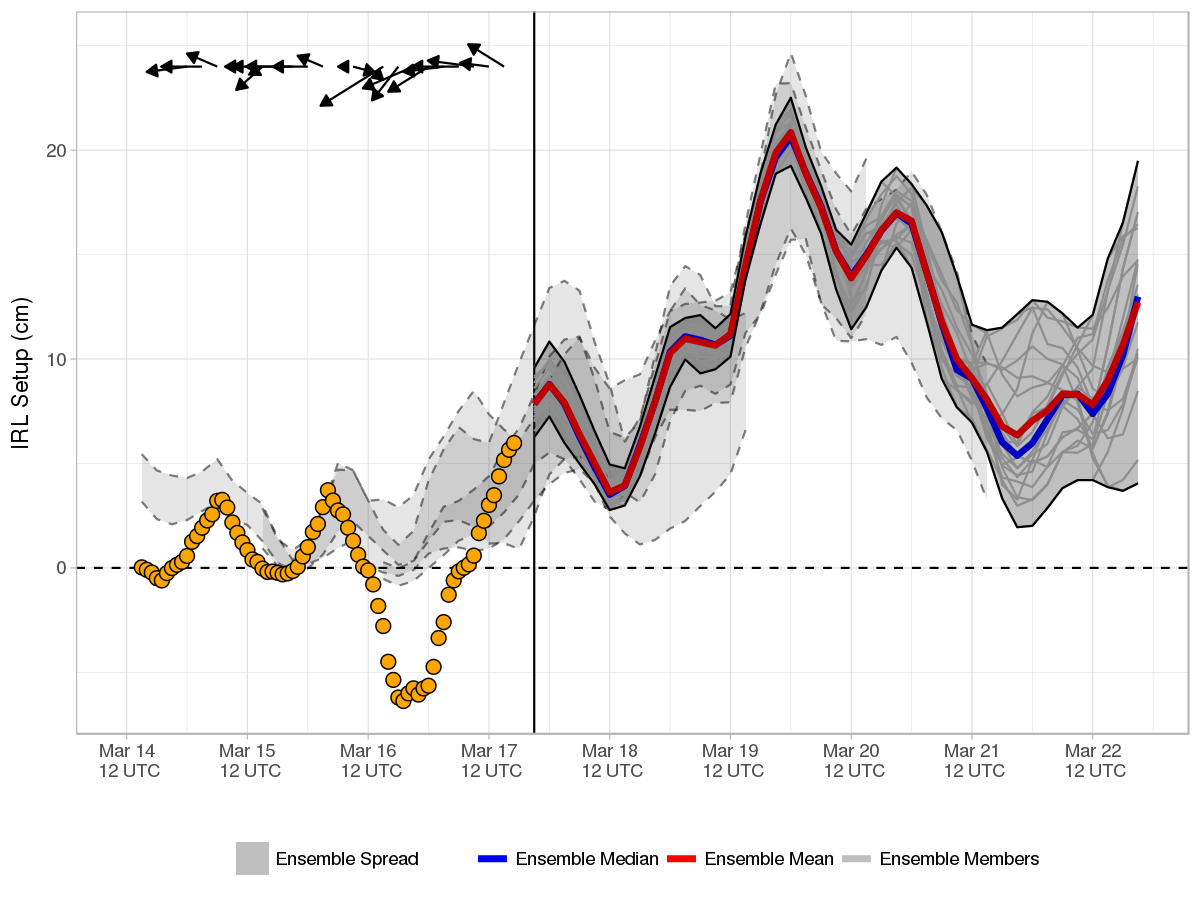 IRL Setup (cm)
20
10
0
Mar 14 Mar 15 Mar 16 Mar 17 Mar 18 Mar 19 Mar 20 Mar 21 Mar 22
12 UTC 12 UTC 12 UTC 12 UTC 12 UTC 12 UTC 12 UTC 12 UTC 12 UTC
Ensemble Spread Ensemble Median Ensemble Mean Ensemble Members